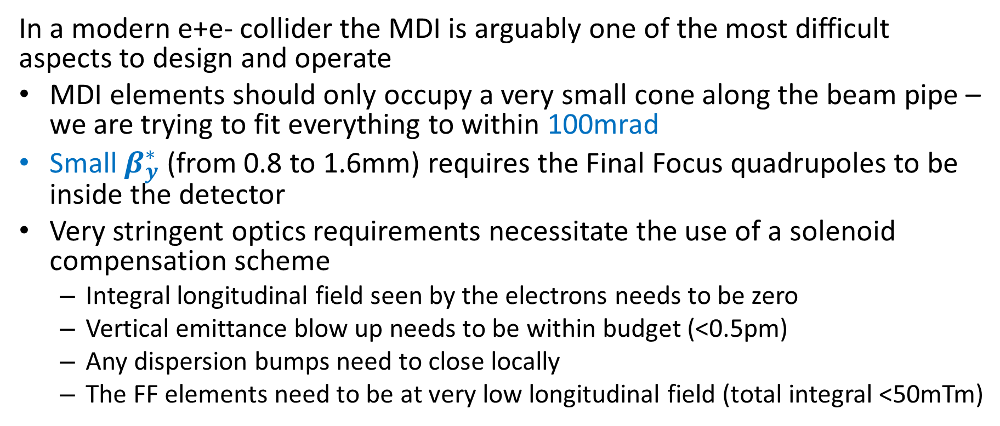 In a modern e+e- collider the MDI is arguably one of the most difficult
aspects to design and operate
• MDI elements should only occupy a very small cone along the beam pipe –
we are trying to fit everything to within 100mrad
• Small β*y (from 0.8 to 1.6mm) requires the Final Focus quadrupoles to be
inside the detector
• Very stringent optics requirements necessitate the use of a solenoid
compensation scheme
– Integral longitudinal field seen by the electrons needs to be zero
– Vertical emittance blow up needs to be within budget (<0.5pm)
– Any dispersion bumps need to close locally
– The FF elements need to be at very low longitudinal field (total integral <50mTm)